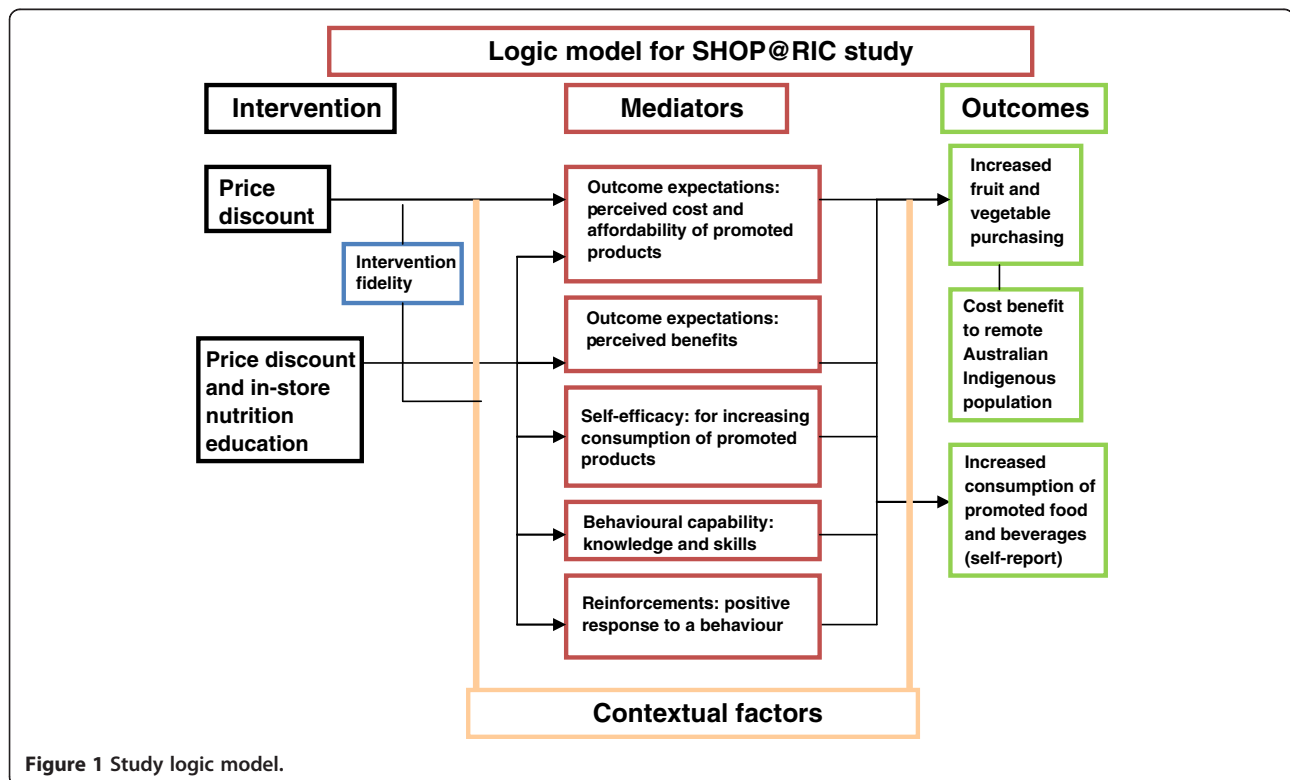 Logic model for SHOP@RIC study
Intervention
Mediators
Outcomes
Price
discount
Intervention
fidelity
Price discount
and in-store
nutrition
education
Outcome expectations:
perceived cost and
affordability of promoted
products
Outcome expectations:
perceived benefits
Self-efficacy: for increasing
consumption of promoted
products
Behavioural capability:
knowledge and skills
Reinforcements: positive
response to a behaviour
Increased
fruit and
vegetable
purchasing
Cost benefit
to remote
Australian
Indigenous
population
Increased
consumption of
promoted food
and beverages
(self-report)
Contextual factors
Figure 1 Study logic model.